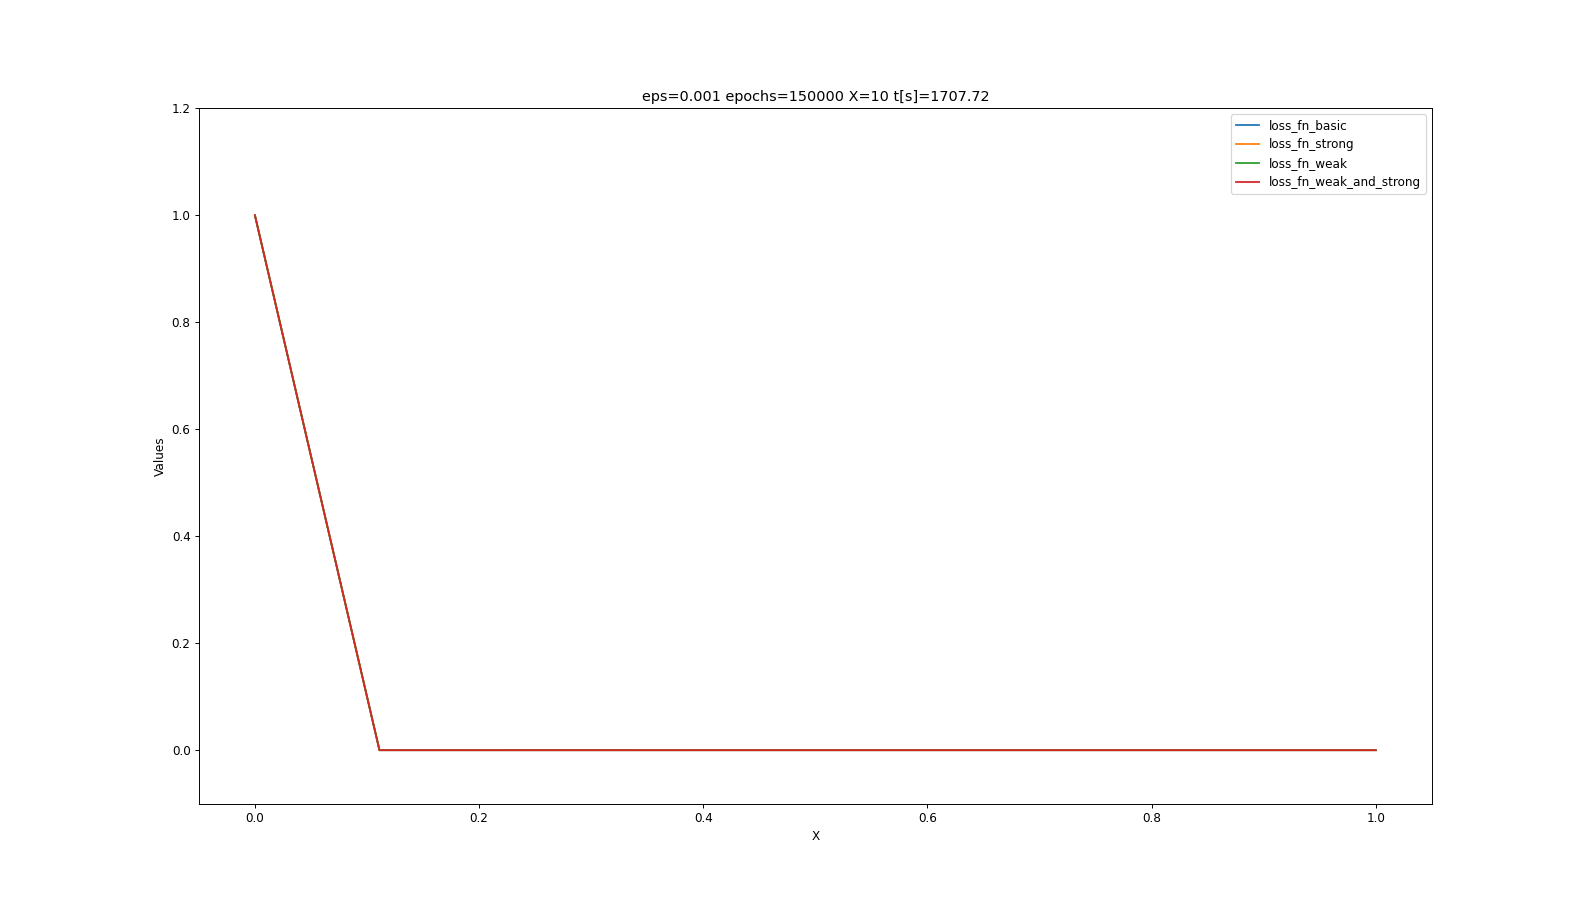 eps=0.001 epochs=150000 X=10 t[s]=1707.72
loss_fn_basic
loss_fn_strong
loss_fn_weak
loss_fn_weak_and_strong
1.2
1.0
0.8
0.6
0.4
0.2
0.0
Values
0.0 0.2 0.4 0.6 0.8 1.0
X